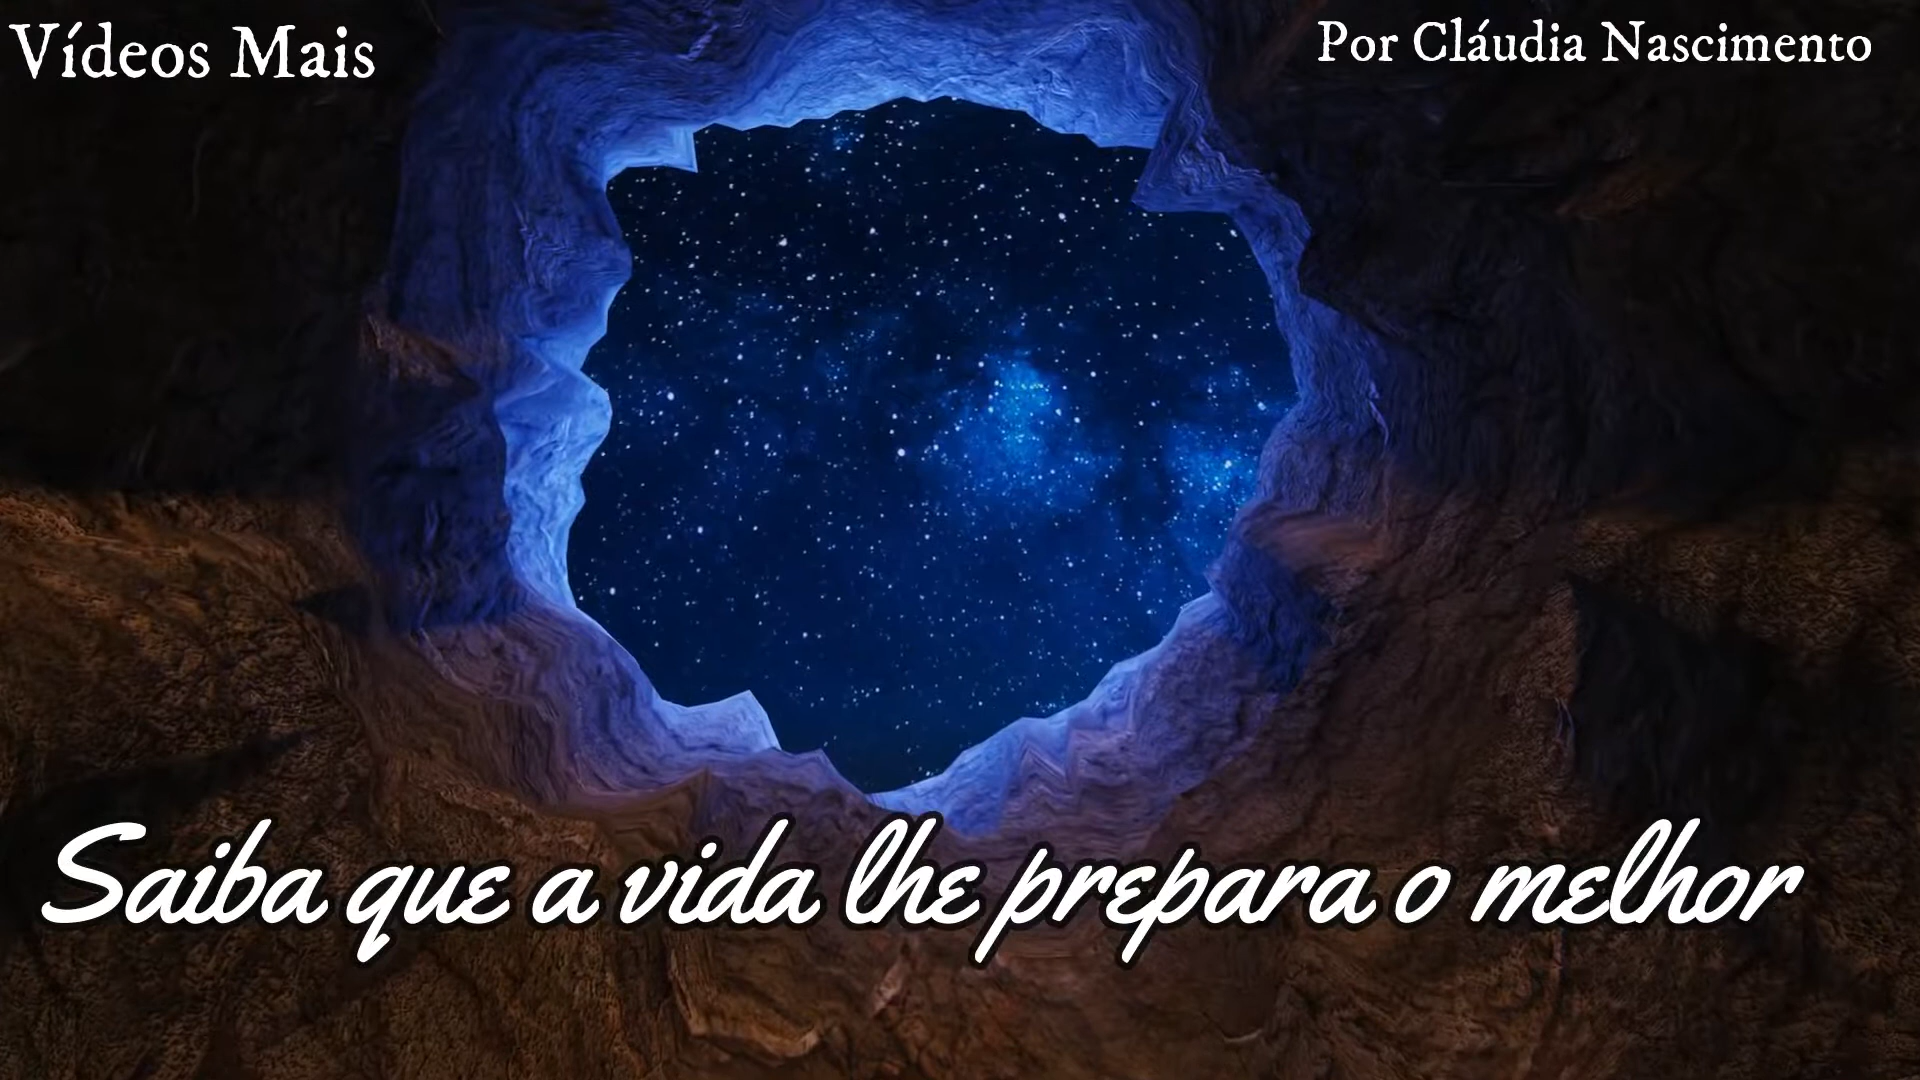 Vídeos Mais
Por Cláudia Nascimento
Saiba que a vida lhe prepara o melhor